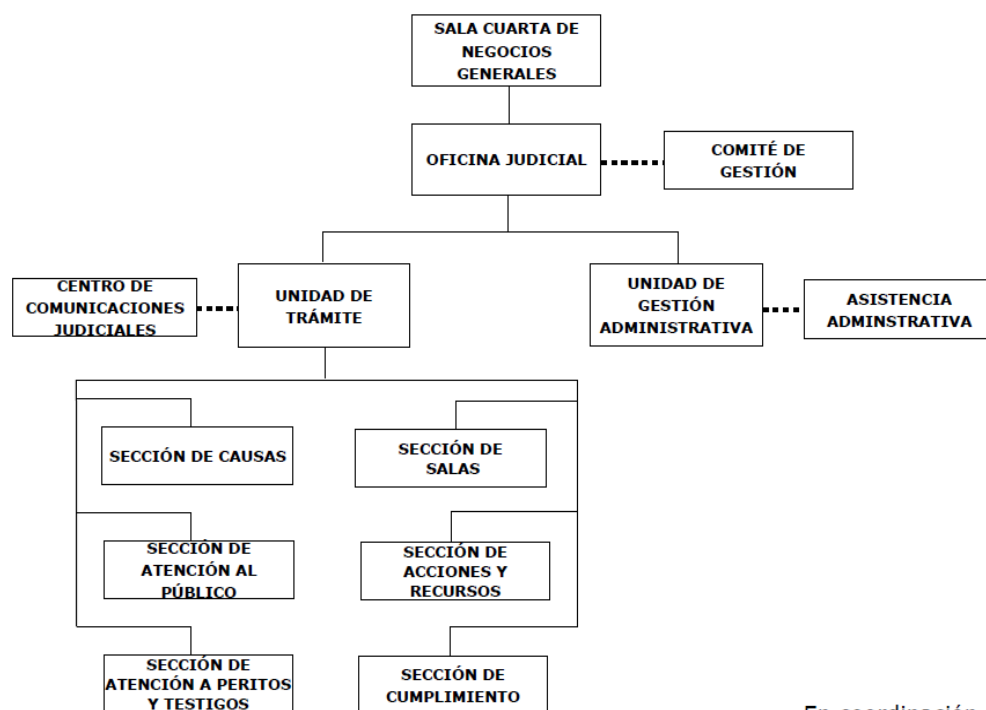 SALA CUARTA DE
NEGOCIOS
GENERALES
OFICINA JUDICIAL
COMITÉ DE
GESTIÓN
CENTRO DE
COMUNICACIONES
JUDICIALES
UNIDAD DE
TRÁMITE
UNIDAD DE
GESTIÓN
ADMINISTRATIVA
ASISTENCIA
ADMINSTRATIVA
SECCIÓN DE CAUSAS
SECCIÓN DE
SALAS
SECCIÓN DE
ATENCIÓN AL
PÚBLICO
SECCIÓN DE
ACCIONES Y
RECURSOS
SECCIÓN DE
ATENCIÓN A PERITOS
Y TESTIGOS
SECCIÓN DE
CUMPLIMIENTO
En coordinación